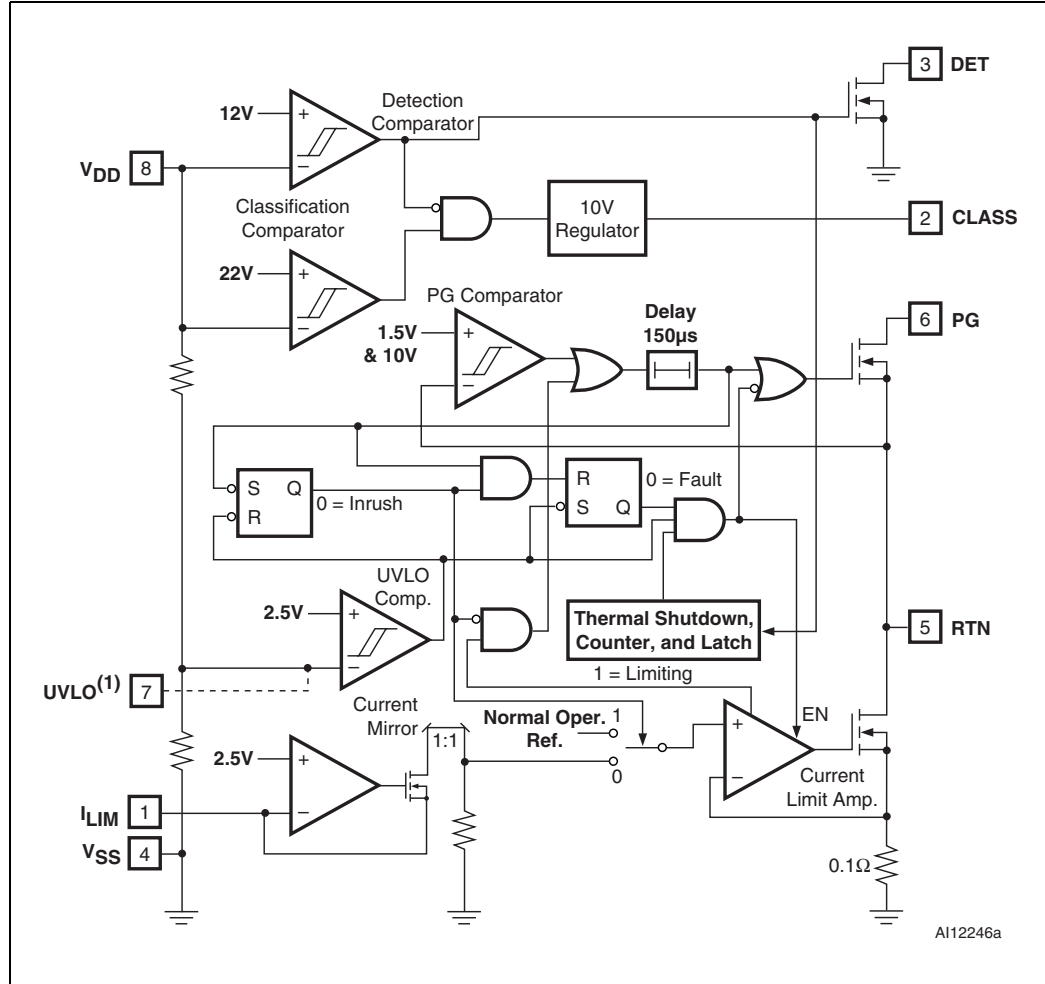 3 DET
12V
+
−
Detection
Comparator
VDD 8
Classification
Comparator
10V
Regulator
2 CLASS
22V
+
−
PG Comparator
1.5V
& 10V
+
−
Delay
150µs
6 PG
S Q
R
0 = Inrush
R
S Q
0 = Fault
UVLO
Comp.
2.5V
+
−
Thermal Shutdown,
Counter, and Latch
5 RTN
UVLO(1) 7
1 = Limiting
Current
Mirror
1:1
Normal Oper.
Ref.
1
0
+
−
EN
Current
Limit Amp.
2.5V
+
−
ILIM 1
VSS 4
0.1Ω
AI12246a